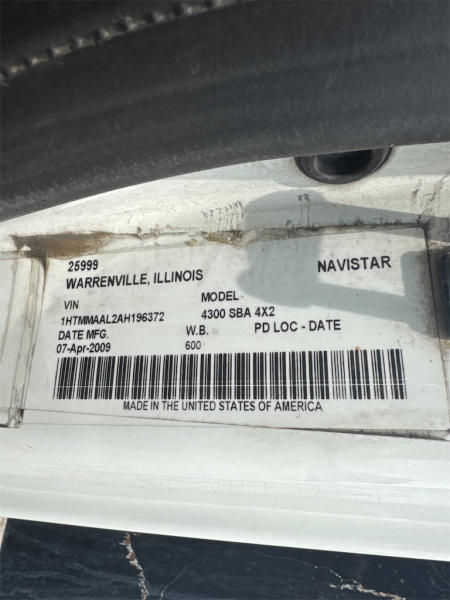 25999
WARRENVILLE, ILLINOIS NAVISTAR
VIN MODEL
1HTMMAAL2AH196372 4300 SBA 4X2
DATE MFG. W.B. PD LOC - DATE
07-Apr-2009 600
MADE IN THE UNITED STATES OF AMERICA